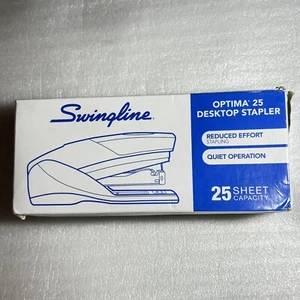 Swingline
OPTIMA® 25
DESKTOP STAPLER
REDUCED EFFORT
STAPLING
QUIET OPERATION
25 SHEET
CAPACITY